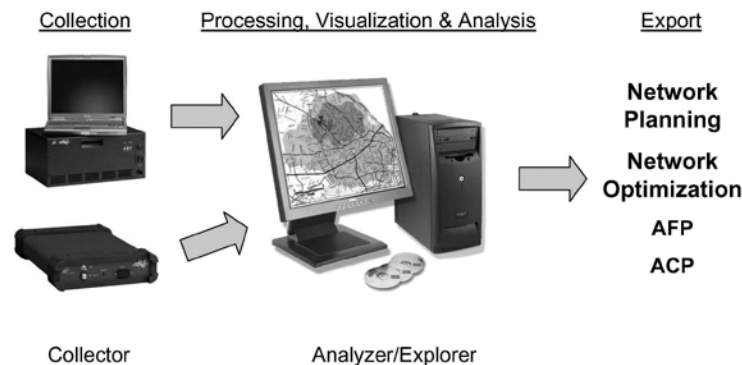 Collection
Processing, Visualization & Analysis
Export
Network
Planning
Network
Optimization
AFP
ACP
Collector
Analyzer/Explorer